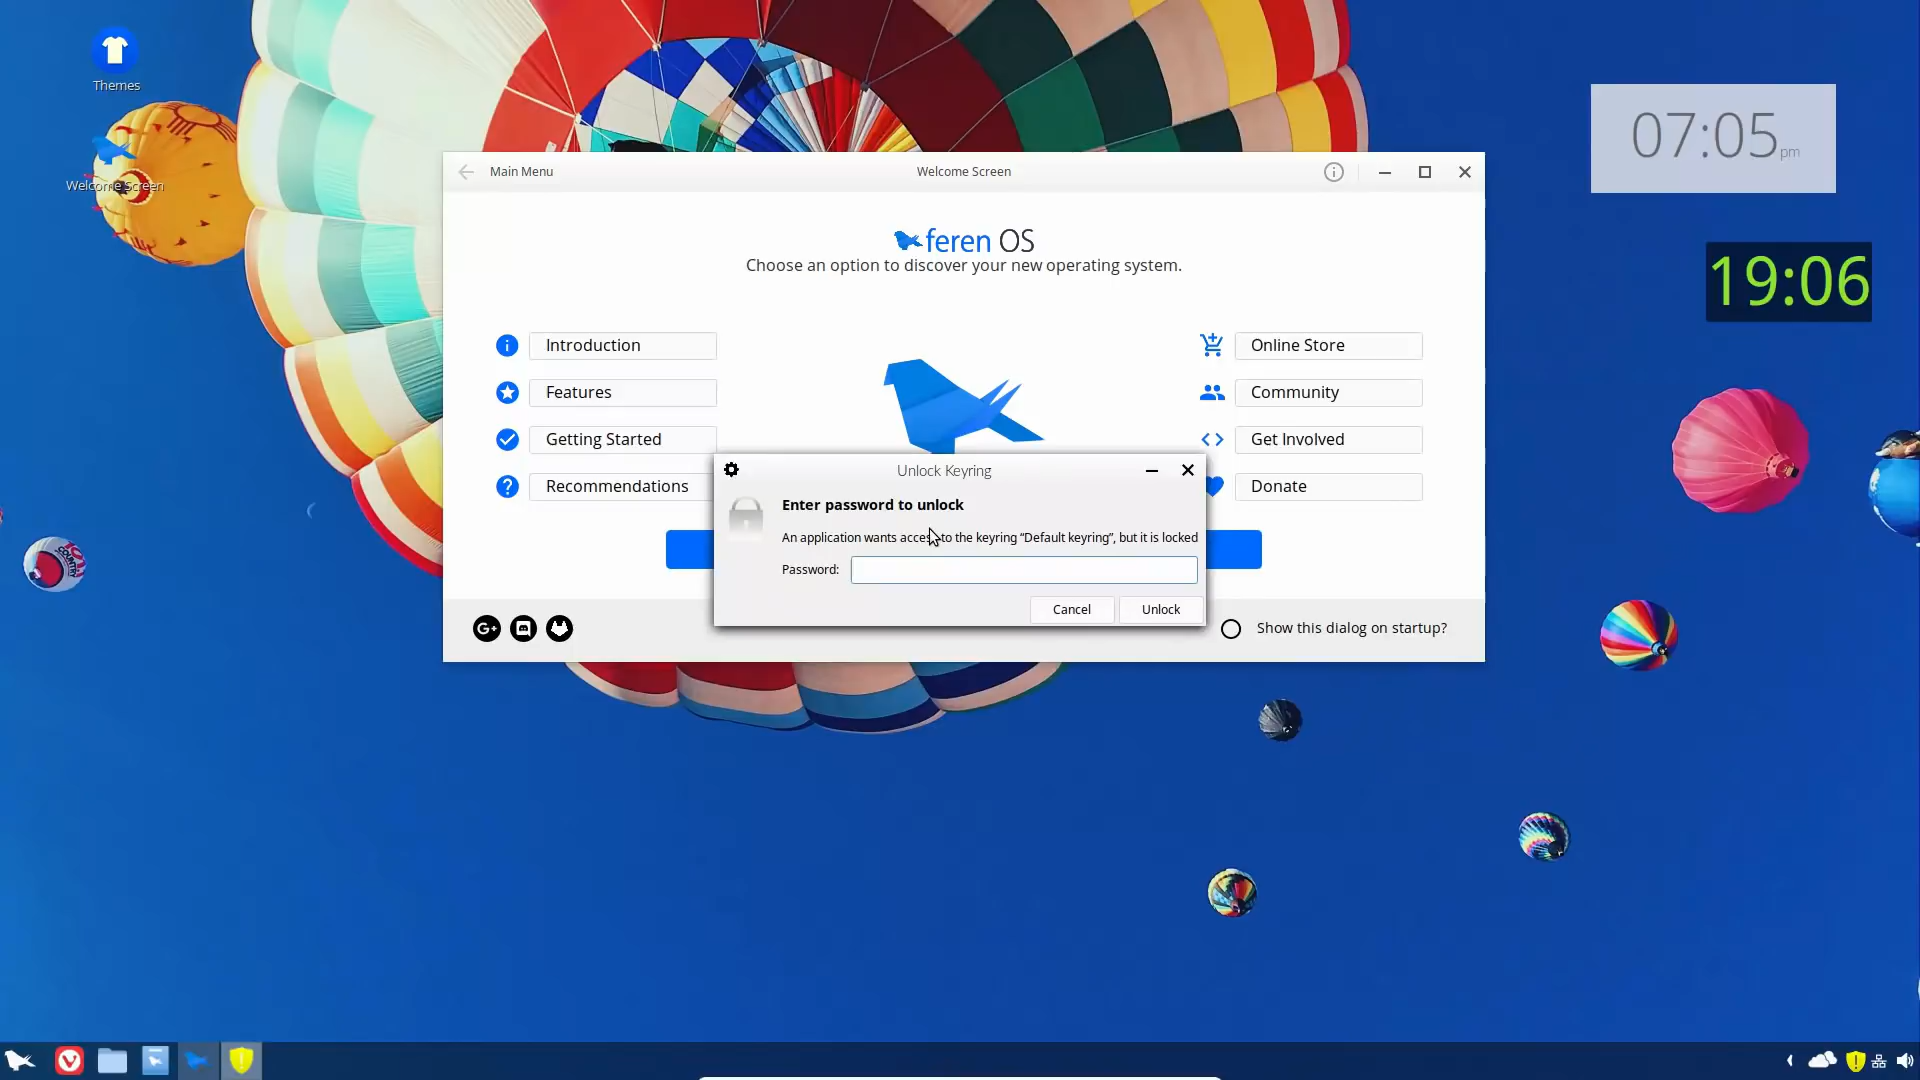 Themes
Welcome Screen
07:05 pm
19:06
Main Menu
Welcome Screen
feren OS
Choose an option to discover your new operating system.
Introduction
Features
Getting Started
Recommendations
Online Store
Community
Get Involved
Donate
Unlock Keyring
Enter password to unlock
An application wants access to the keyring “Default keyring”, but it is locked
Password:
Cancel
Unlock
G+
Show this dialog on startup?